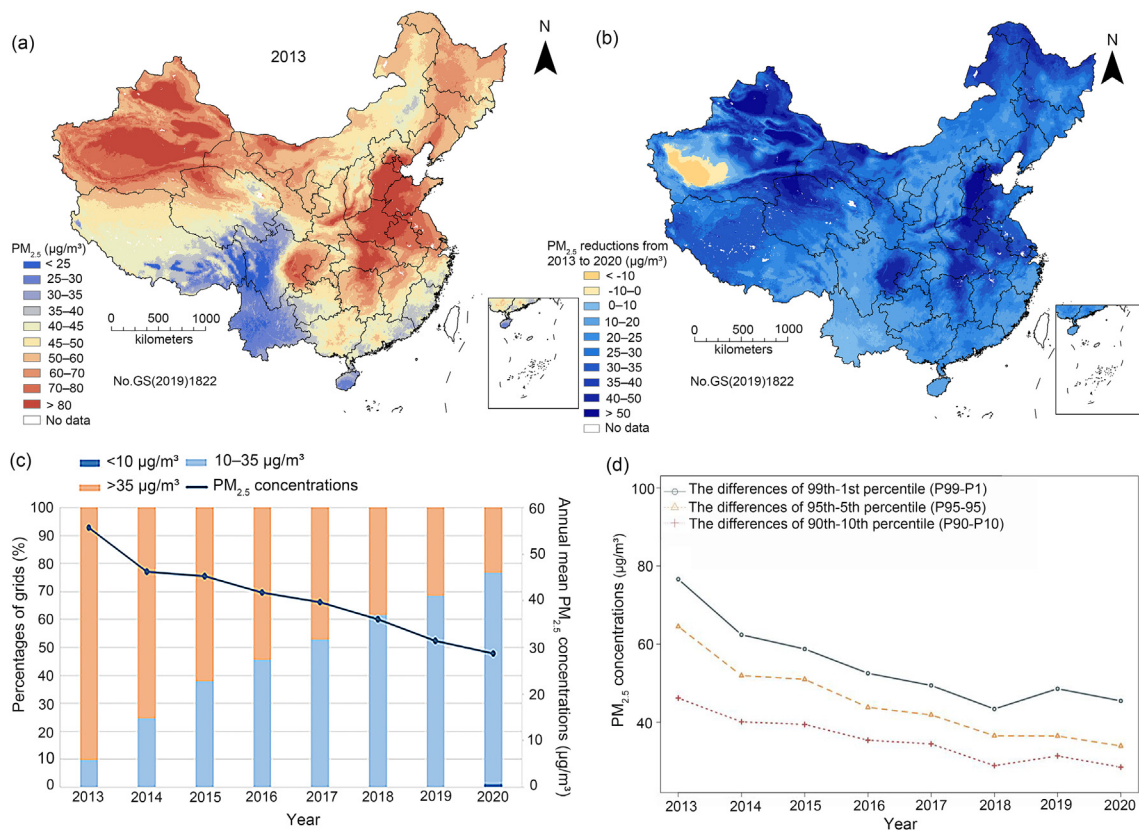 (a)
2013
N
PM2.5 (µg/m³)
< 25
25–30
30–35
35–40
40–45
45–50
50–60
60–70
70–80
> 80
No data
0 500 1000
kilometers
No.GS(2019)1822
(b)
N
PM2.5 reductions from
2013 to 2020 (µg/m³)
< -10
-10–0
0–10
10–20
20–25
25–30
30–35
35–40
40–50
> 50
No data
0 500 1000
kilometers
No.GS(2019)1822
(c)
<10 µg/m³
10–35 µg/m³
>35 µg/m³
PM2.5 concentrations
Percentages of grids (%)
100
90
80
70
60
50
40
30
20
10
0
Annual mean PM2.5 concentrations (µg/m³)
60
50
40
30
20
10
0
2013 2014 2015 2016 2017 2018 2019 2020
Year
(d)
The differences of 99th-1st percentile (P99-P1)
The differences of 95th-5th percentile (P95-95)
The differences of 90th-10th percentile (P90-P10)
PM2.5 concentrations (µg/m³)
100
80
60
40
2013 2014 2015 2016 2017 2018 2019 2020
Year